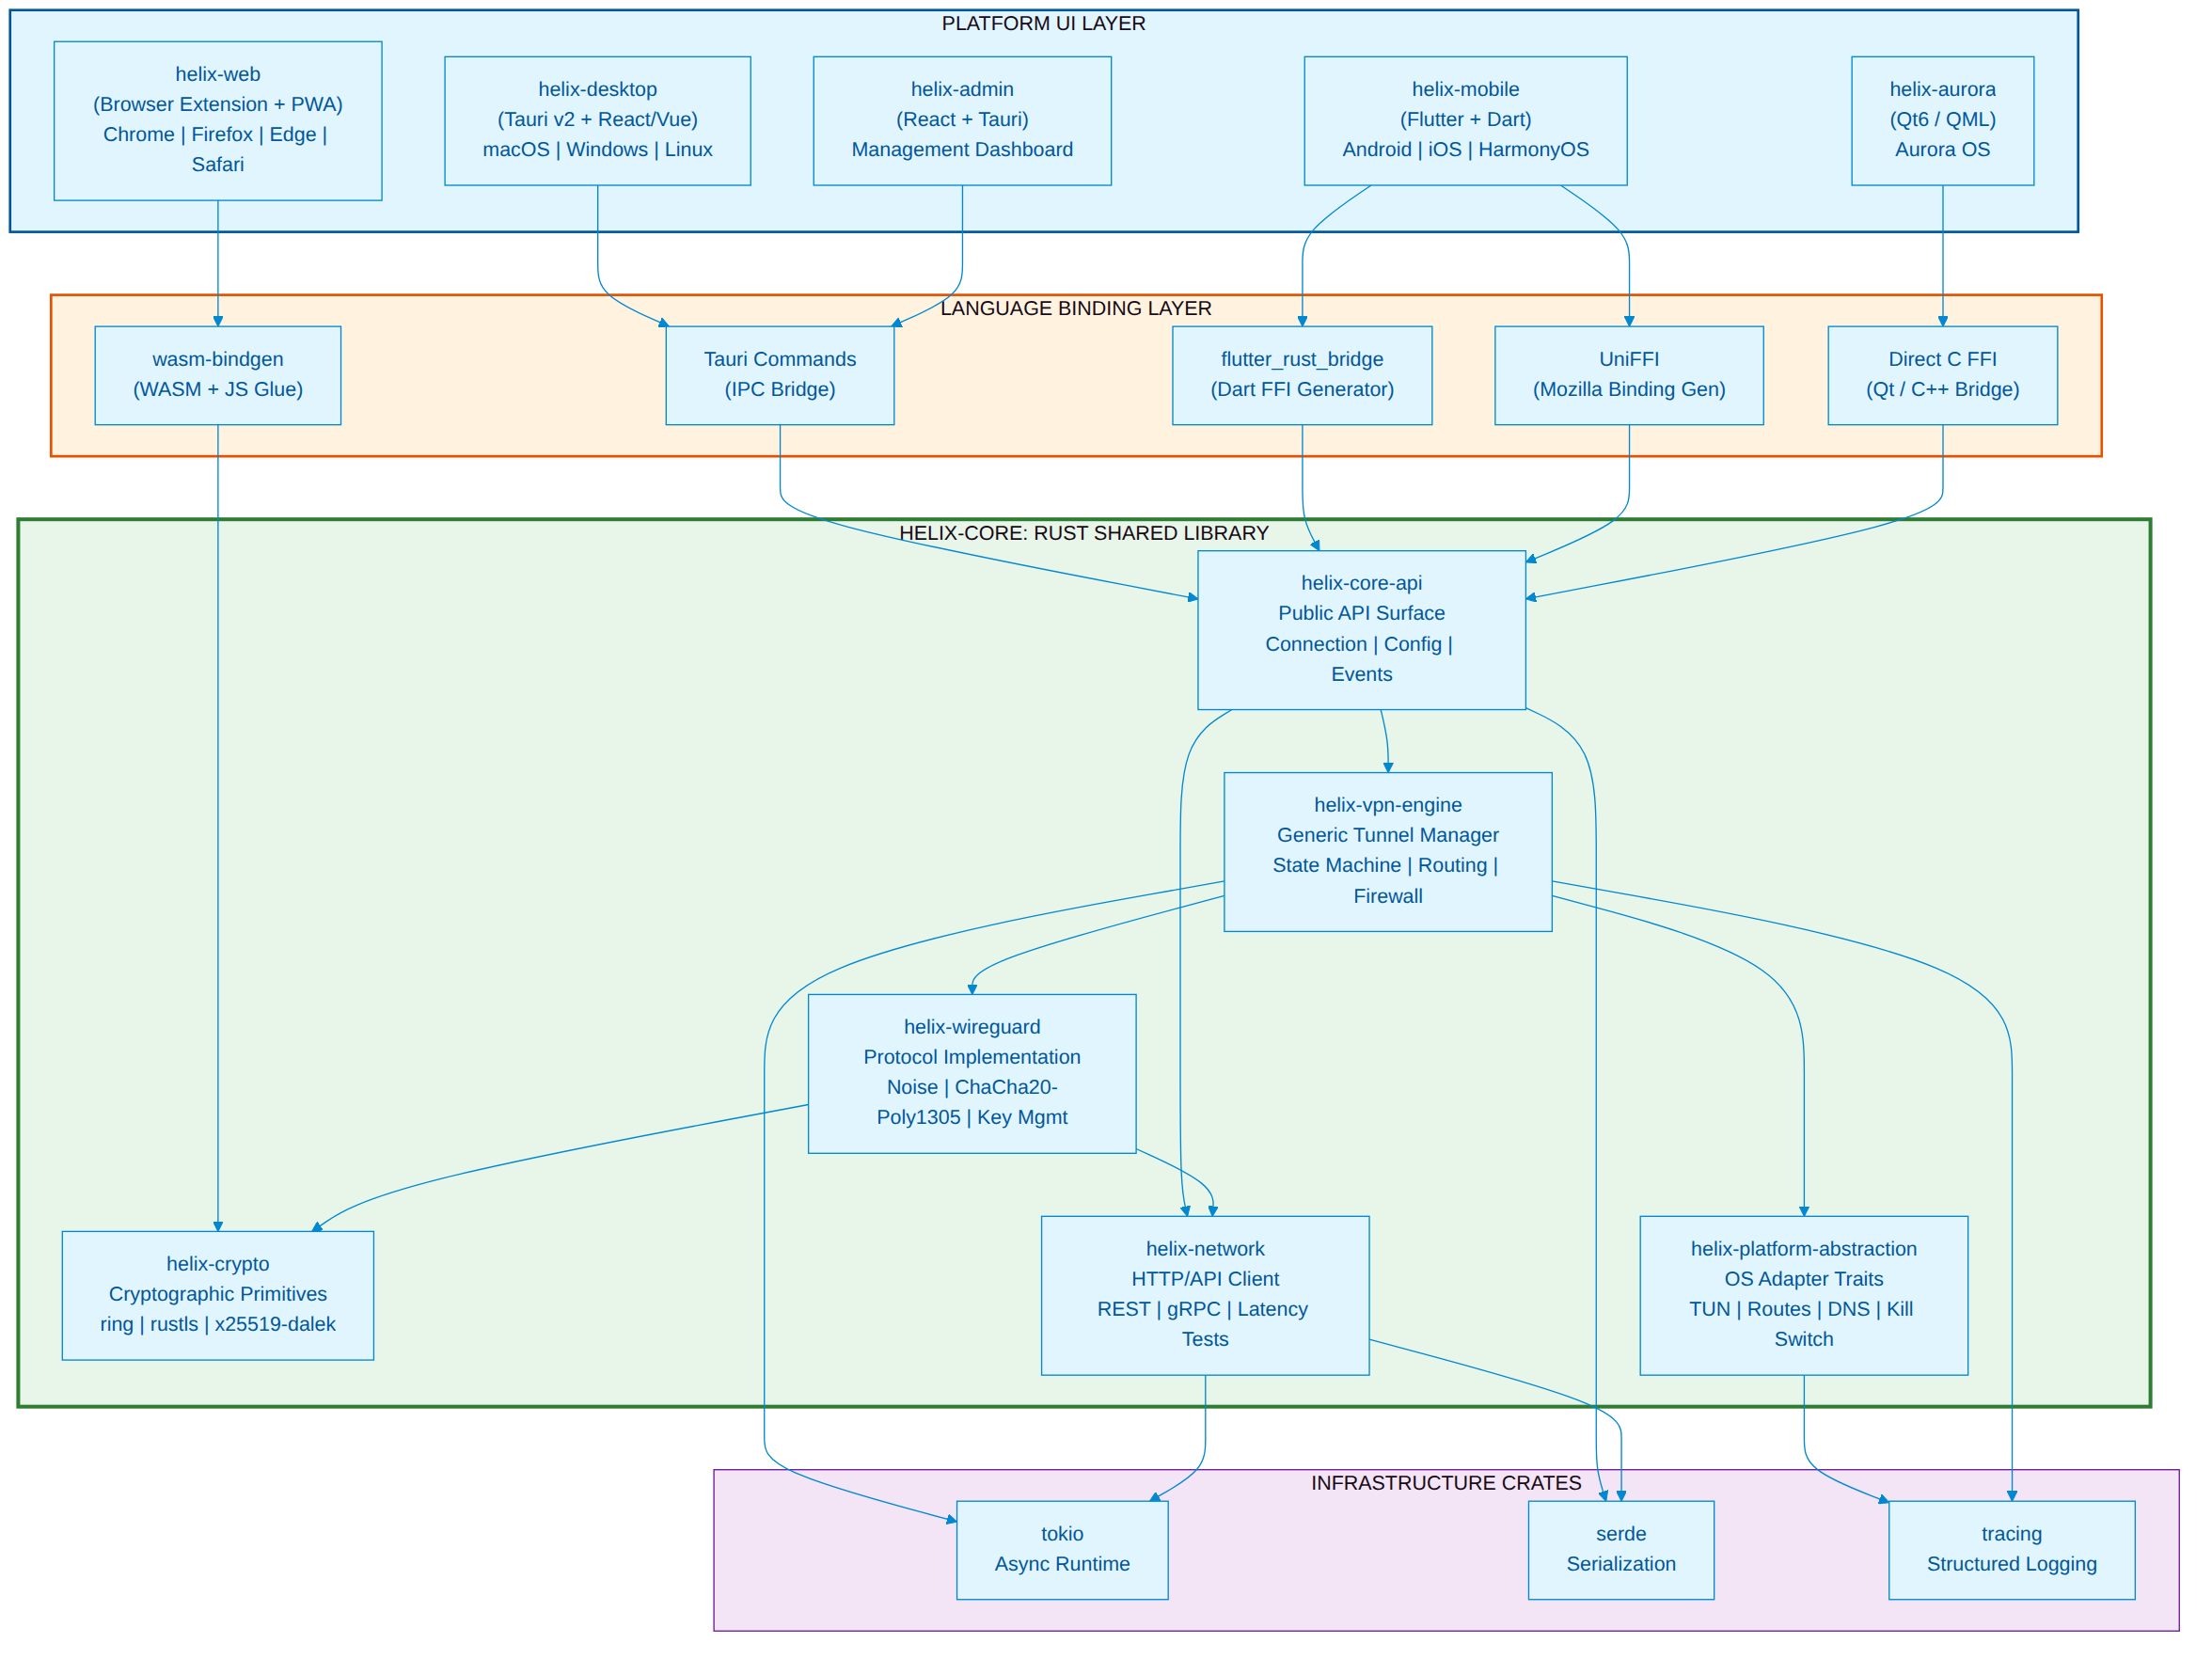 PLATFORM UI LAYER
helix-web
(Browser Extension + PWA)
Chrome | Firefox | Edge |
Safari
helix-desktop
(Tauri v2 + React/Vue)
macOS | Windows | Linux
helix-admin
(React + Tauri)
Management Dashboard
helix-mobile
(Flutter + Dart)
Android | iOS | HarmonyOS
helix-aurora
(Qt6 / QML)
Aurora OS
LANGUAGE BINDING LAYER
wasm-bindgen
(WASM + JS Glue)
Tauri Commands
(IPC Bridge)
flutter_rust_bridge
(Dart FFI Generator)
UniFFI
(Mozilla Binding Gen)
Direct C FFI
(Qt / C++ Bridge)
HELIX-CORE: RUST SHARED LIBRARY
helix-core-api
Public API Surface
Connection | Config |
Events
helix-vpn-engine
Generic Tunnel Manager
State Machine | Routing |
Firewall
helix-wireguard
Protocol Implementation
Noise | ChaCha20-
Poly1305 | Key Mgmt
helix-crypto
Cryptographic Primitives
ring | rustls | x25519-dalek
helix-network
HTTP/API Client
REST | gRPC | Latency
Tests
helix-platform-abstraction
OS Adapter Traits
TUN | Routes | DNS | Kill
Switch
INFRASTRUCTURE CRATES
tokio
Async Runtime
serde
Serialization
tracing
Structured Logging